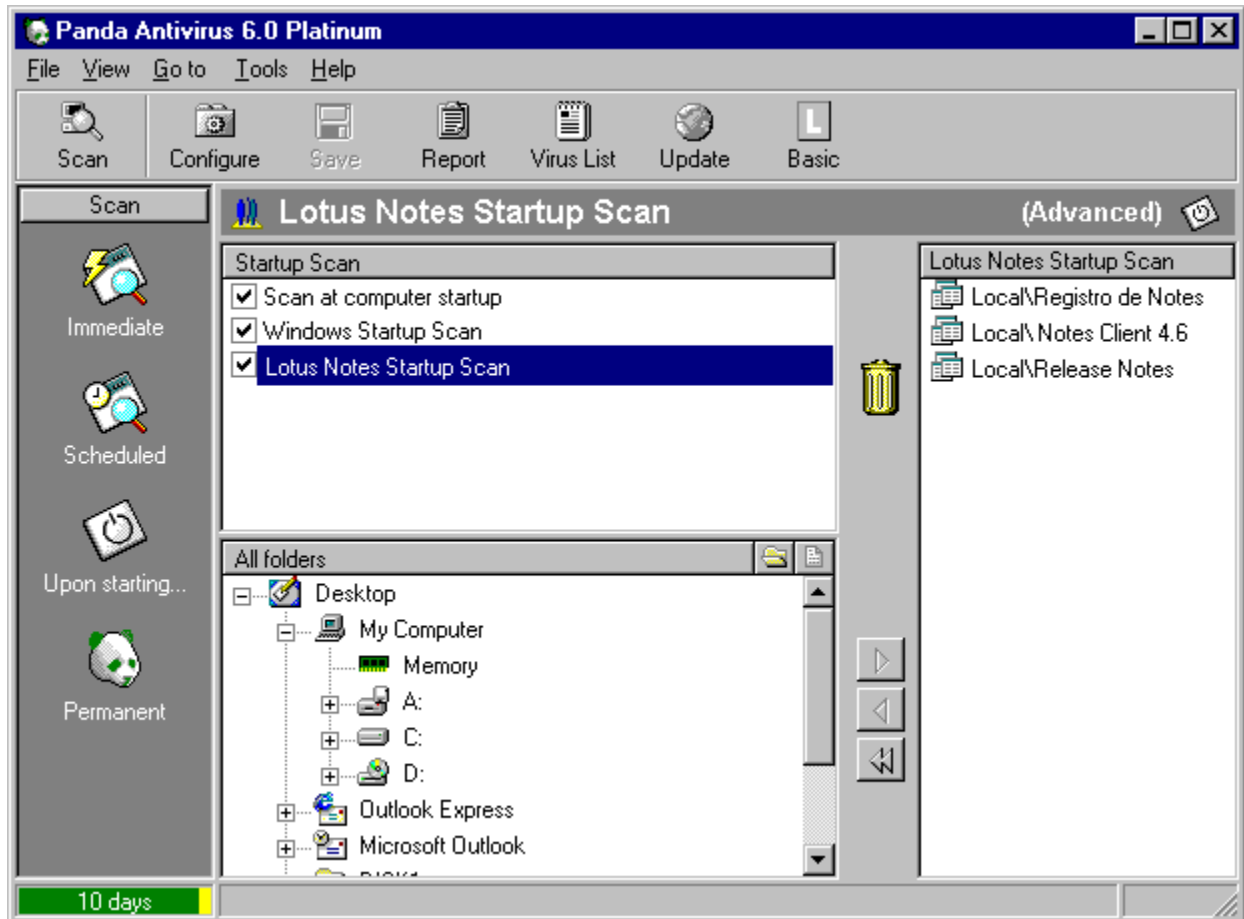 Panda Antivirus 6.0 Platinum
File View Go to Tools Help
Scan Configure Save Report Virus List Update Basic
Scan
Immediate
Scheduled
Upon starting...
Permanent
Lotus Notes Startup Scan (Advanced)
Startup Scan
Scan at computer startup
Windows Startup Scan
Lotus Notes Startup Scan
All folders
Desktop
My Computer
Memory
A:
C:
D:
Outlook Express
Microsoft Outlook
Lotus Notes Startup Scan
Local\Registro de Notes
Local\ Notes Client 4.6
Local\Release Notes
10 days